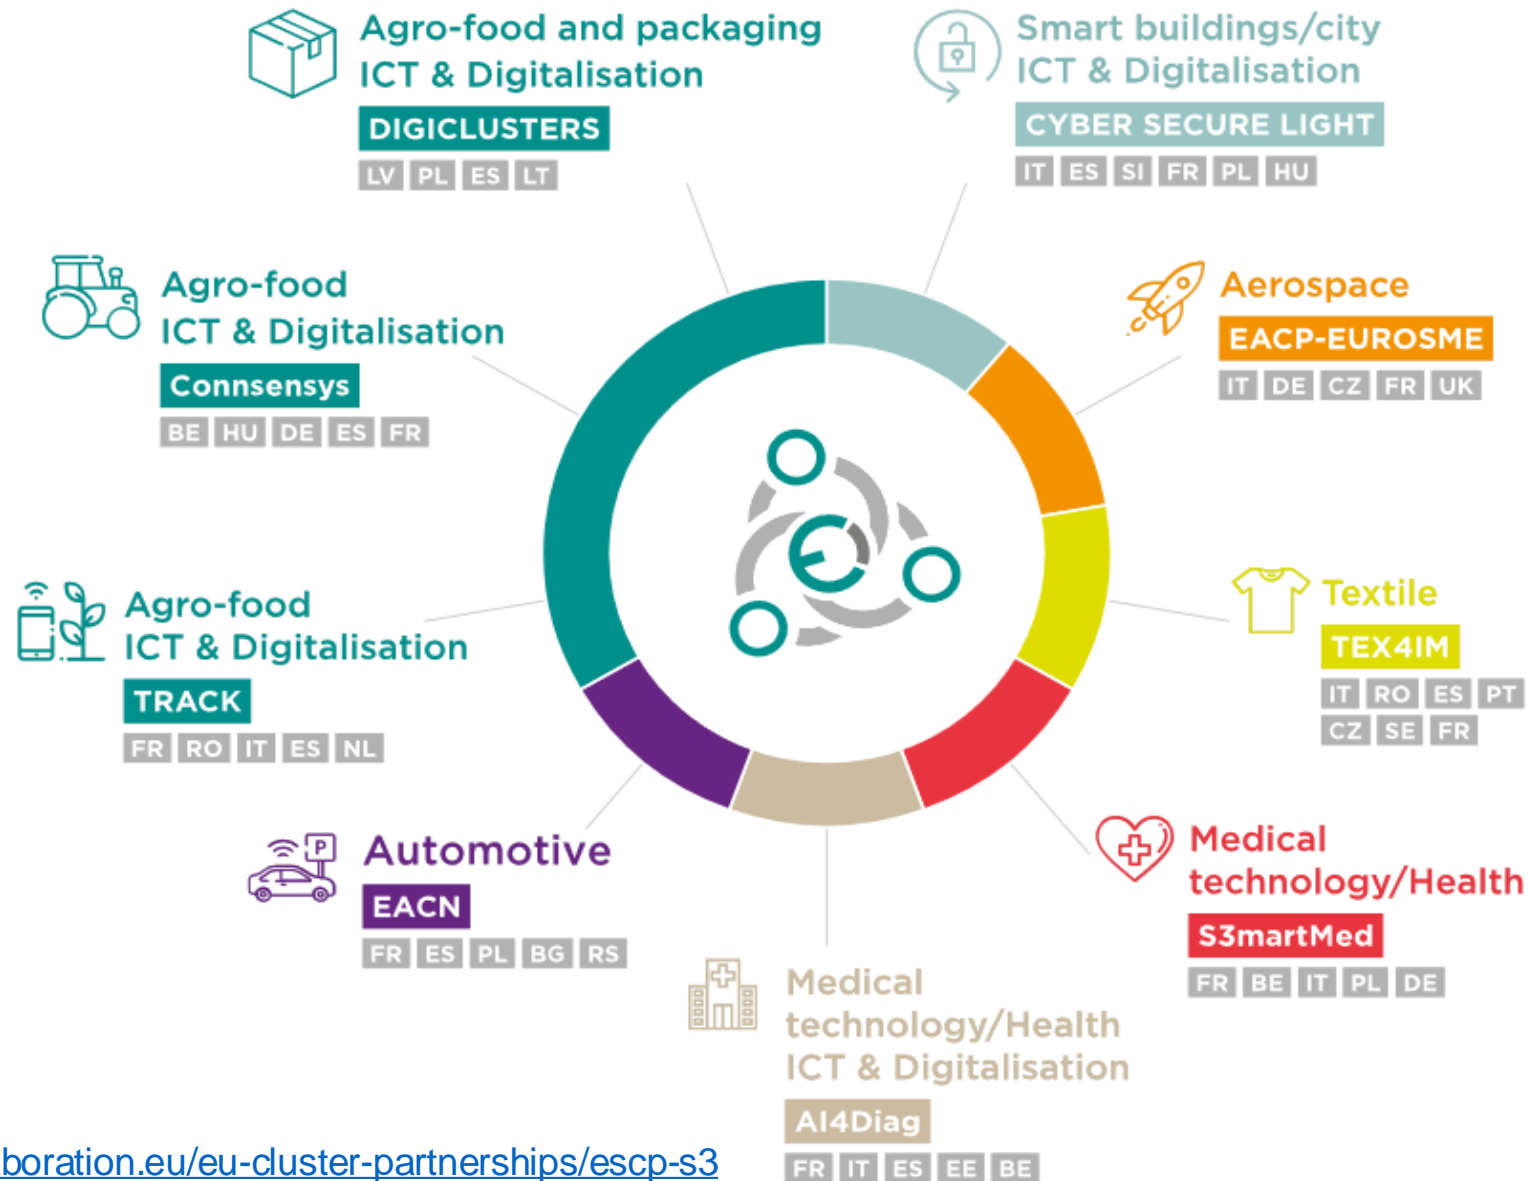 Agro-food and packaging
ICT & Digitalisation
DIGICLUSTERS
LV PL ES LT
Smart buildings/city
ICT & Digitalisation
CYBER SECURE LIGHT
IT ES SI FR PL HU
Agro-food
ICT & Digitalisation
Connsensys
BE HU DE ES FR
Aerospace
EACP-EUROSME
IT DE CZ FR UK
Agro-food
ICT & Digitalisation
TRACK
FR RO IT ES NL
Textile
TEX4IM
IT RO ES PT
CZ SE FR
P
Automotive
EACN
FR ES PL BG RS
Medical
technology/Health
S3martMed
FR BE IT PL DE
Medical
technology/Health
ICT & Digitalisation
AI4Diag
FR IT ES EE BE
boration.eu/eu-cluster-partnerships/escp-s3